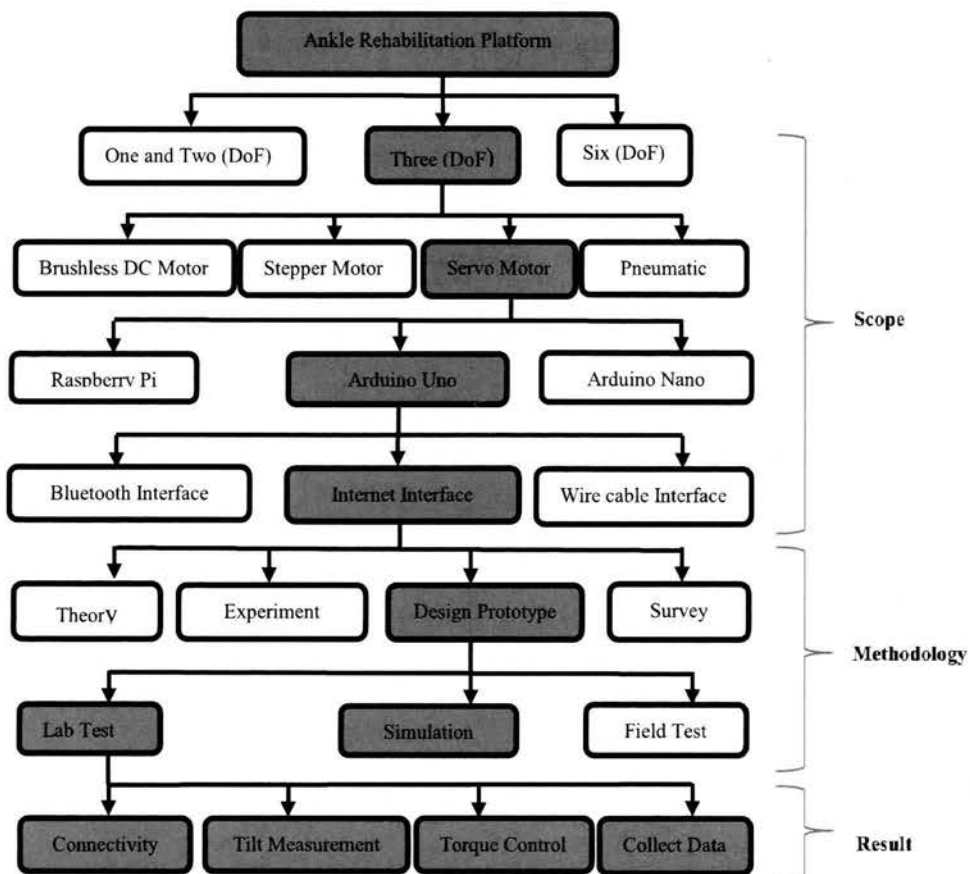 Ankle Rehabilitation Platform
One and Two (DoF)
Three (DoF)
Six (DoF)
Brushless DC Motor
Stepper Motor
Servo Motor
Pneumatic
Scope
Raspberry Pi
Arduino Uno
Arduino Nano
Bluetooth Interface
Internet Interface
Wire cable Interface
Theory
Experiment
Design Prototype
Survey
Methodology
Lab Test
Simulation
Field Test
Connectivity
Tilt Measurement
Torque Control
Collect Data
Result